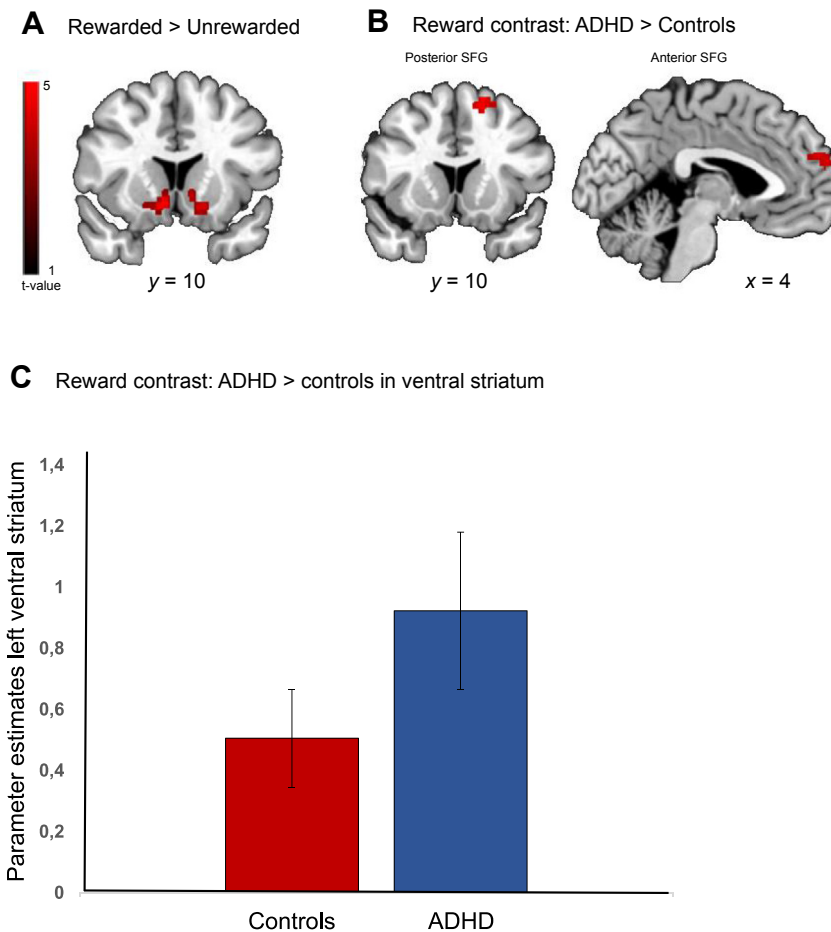 A Rewarded > Unrewarded
5
1
t-value
y = 10
B Reward contrast: ADHD > Controls
Posterior SFG
Anterior SFG
y = 10
x = 4
C Reward contrast: ADHD > controls in ventral striatum
Parameter estimates left ventral striatum
1,4
1,2
1
0,8
0,6
0,4
0,2
0
Controls
ADHD